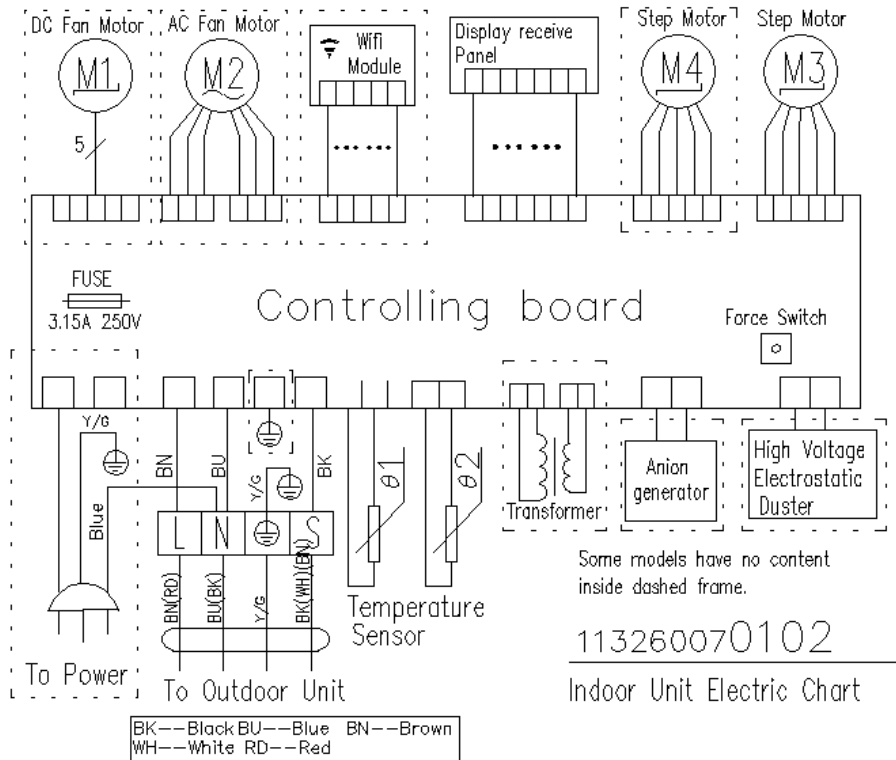 DC Fan Motor
AC Fan Motor
Wifi
Module
Display receive
Panel
Step Motor
Step Motor
M1
M2
M4
M3
5
FUSE
3.15A 250V
Controlling board
Force Switch
Y/G
Blue
BN
BU
Y/G
BK
θ1
θ2
Transformer
Anion
generator
High Voltage
Electrostatic
Duster
L
N
S
BN(RD)
BU(BK)
Y/G
BK(WH)(BN)
Temperature
Sensor
Some models have no content
inside dashed frame.
To Power
To Outdoor Unit
113260070102
Indoor Unit Electric Chart
BK--Black BU--Blue BN--Brown
WH--White RD--Red